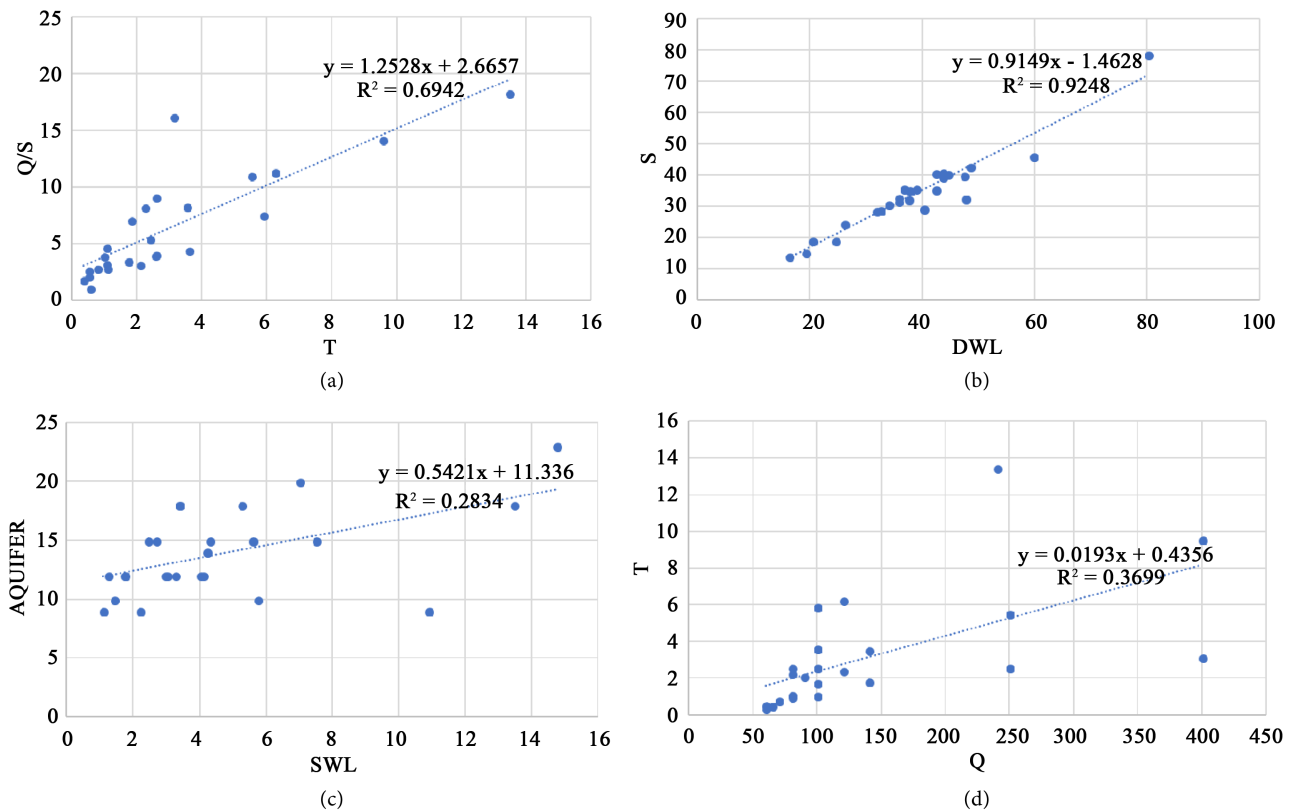 25
20
15
10
5
0
Q/S
y = 1.2528x + 2.6657
R² = 0.6942
0 2 4 6 8 10 12 14 16
T
(a)
90
80
70
60
50
40
30
20
10
0
S
y = 0.9149x - 1.4628
R² = 0.9248
0 20 40 60 80 100
DWL
(b)
25
20
15
10
5
0
AQUIFER
y = 0.5421x + 11.336
R² = 0.2834
0 2 4 6 8 10 12 14 16
SWL
(c)
16
14
12
10
8
6
4
2
0
T
y = 0.0193x + 0.4356
R² = 0.3699
0 50 100 150 200 250 300 350 400 450
Q
(d)